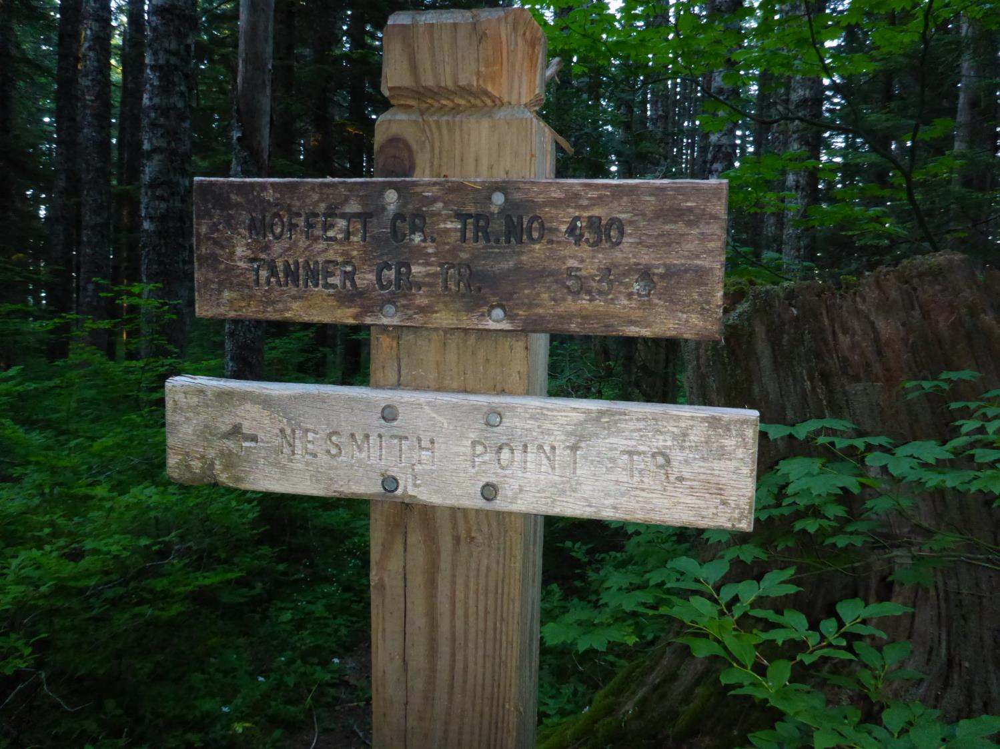 MOFFETT CR. TR.NO. 430
TANNER CR. TR. 5.3
NESMITH POINT TR.